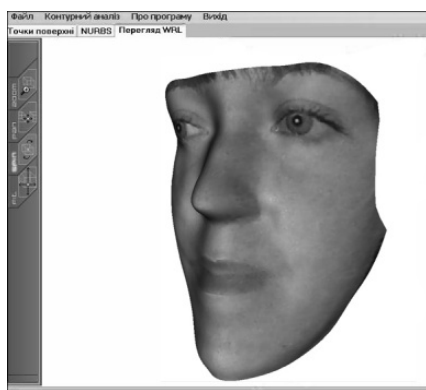 Файл Контурний аналіз Про програму Вихід
Точки поверхні NURBS Перегляд WRL